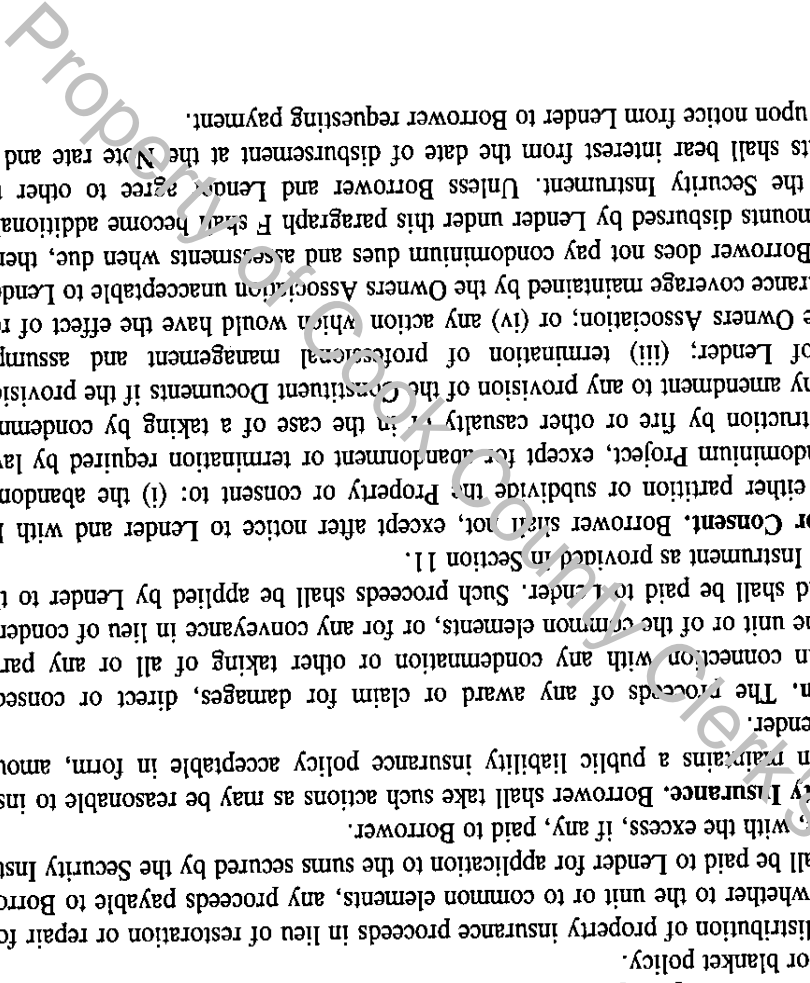 or blanket policy.
distribution of property insurance proceeds in lieu of restoration or repair fo
whether to the unit or to common elements, any proceeds payable to Borro
all be paid to Lender for application to the sums secured by the Security Inst
, with the excess, if any, paid to Borrower.
ty Insurance. Borrower shall take such actions as may be reasonable to ins
n maintains a public liability insurance policy acceptable in form, amou
ender.
n. The proceeds of any award or claim for damages, direct or conseq
n connection with any condemnation or other taking of all or any par
he unit or of the common elements, or for any conveyance in lieu of conder
d shall be paid to Lender. Such proceeds shall be applied by Lender to t
Instrument as provided in Section 11.
or Consent. Borrower shall not, except after notice to Lender and with
either partition or subdivide the Property or consent to: (i) the abandon
ndominium Project, except for abandonment or termination required by lav
truction by fire or other casualty or in the case of a taking by condemn
ny amendment to any provision of the Constituent Documents if the provisi
of Lender; (iii) termination of professional management and assump
e Owners Association; or (iv) any action which would have the effect of r
rance coverage maintained by the Owners Association unacceptable to Lende
Borrower does not pay condominium dues and assessments when due, then
mounts disbursed by Lender under this paragraph F shall become additional
the Security Instrument. Unless Borrower and Lender agree to other
ts shall bear interest from the date of disbursement at the Note rate and
upon notice from Lender to Borrower requesting payment.
Property of Cook County Clerk's